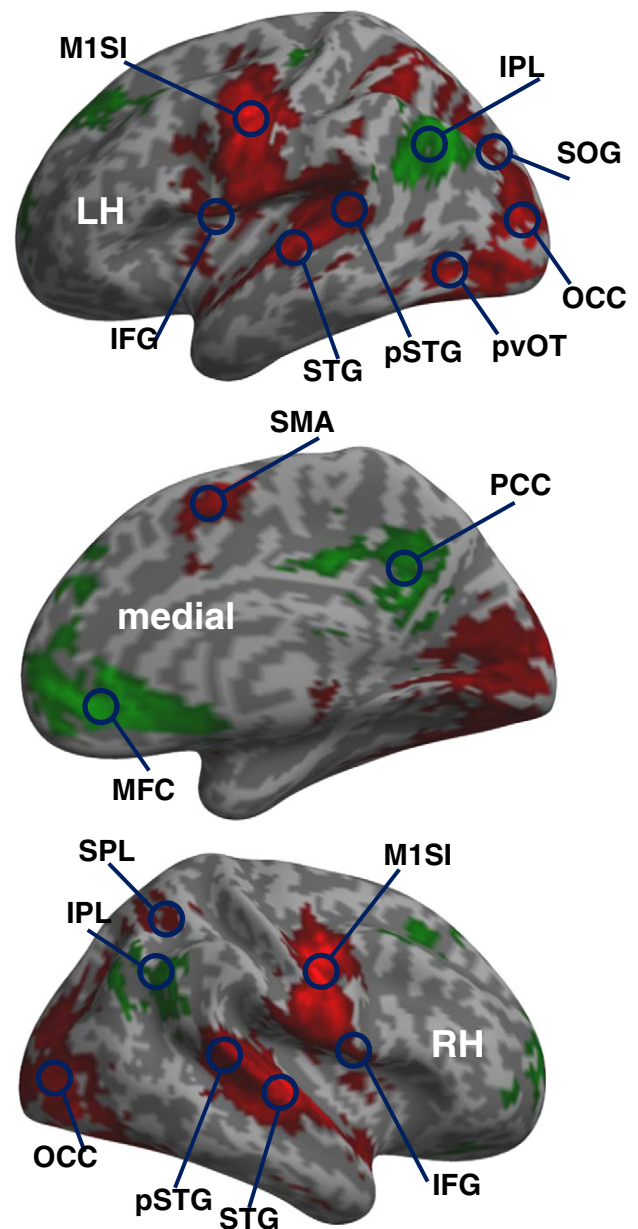 M1SI
IPL
SOG
LH
OCC
IFG
pvOT
pSTG
STG
SMA
PCC
medial
MFC
SPL
M1SI
IPL
RH
OCC
IFG
pSTG
STG